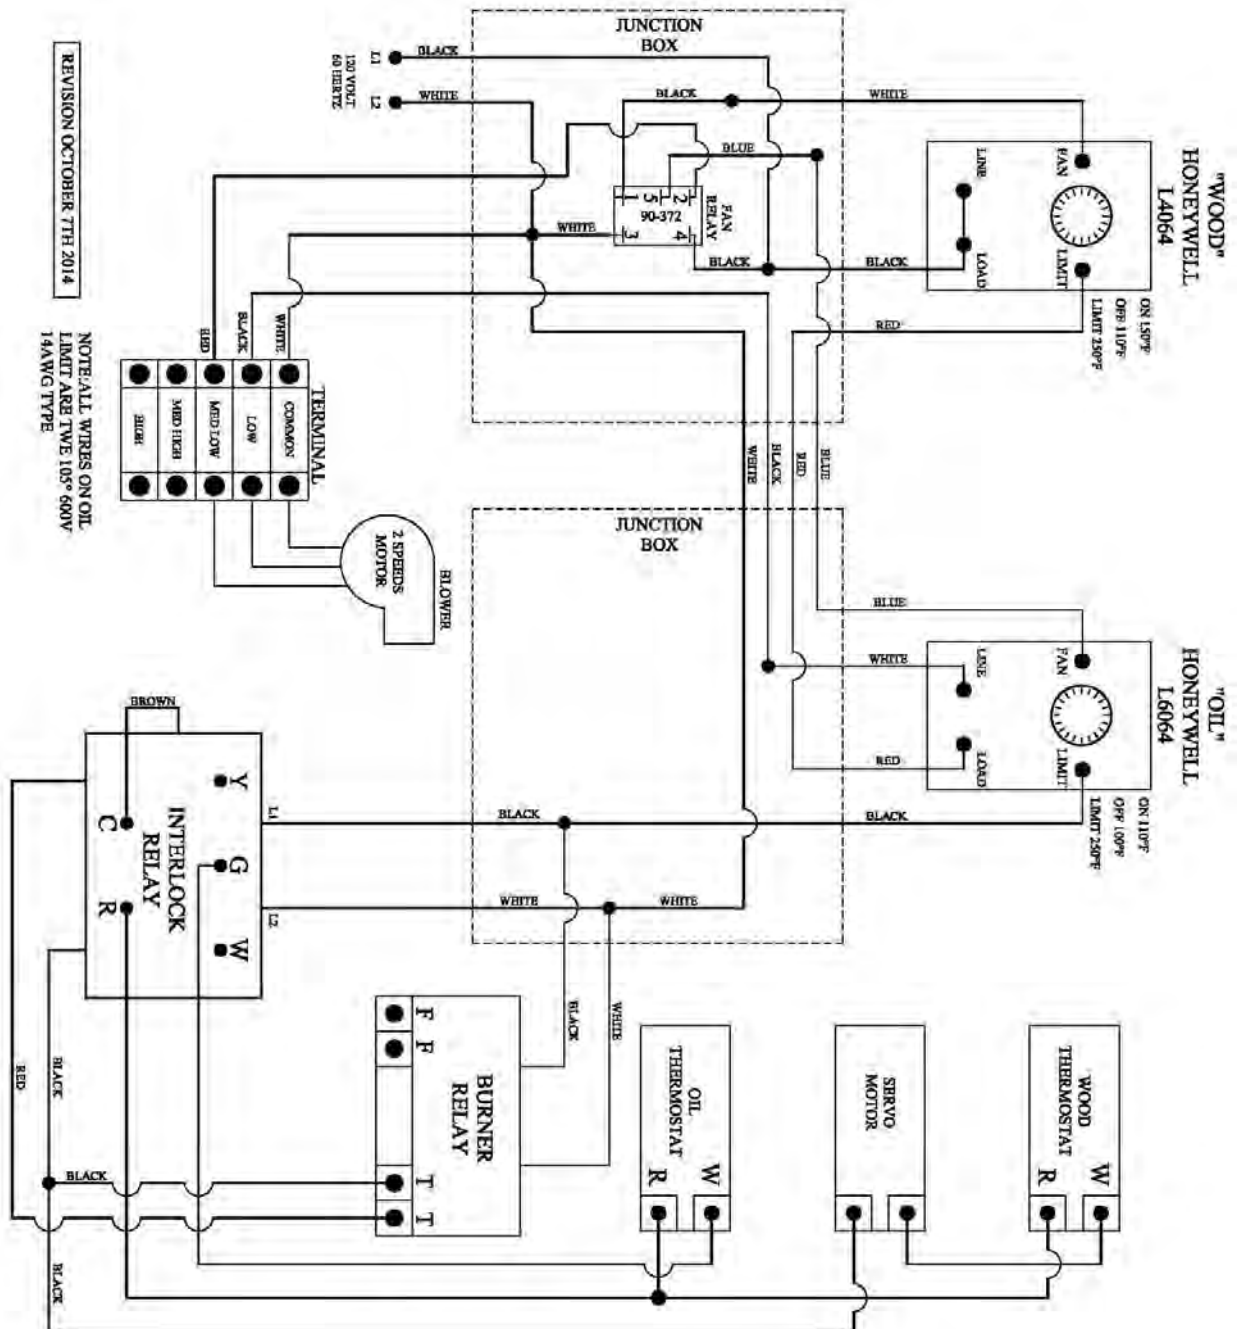 JUNCTION
BOX
BLACK
L1
120 VOLT
60 HERTZ
L2
WHITE
BLACK
WHITE
BLUE
1 5 2
90-372
3 4
FAN
RELAY
WHITE
BLACK
BLACK
"WOOD"
HONEYWELL
L4064
LINE
FAN
LOAD
LIMIT
ON 150°F
OFF 110°F
LIMIT 250°F
RED
REVISION OCTOBER 7TH 2014
RED
BLACK
WHITE
TERMINAL
HIGH
MED HIGH
MED LOW
LOW
COMMON
NOTE:ALL WIRES ON OIL
LIMIT ARE TWE 105° 600V
14AWG TYPE
2 SPEEDS
MOTOR
BLOWER
WHITE
BLACK
RED
BLUE
JUNCTION
BOX
BLUE
WHITE
RED
BLACK
"OIL"
HONEYWELL
L6064
LINE
FAN
LOAD
LIMIT
ON 110°F
OFF 100°F
LIMIT 250°F
BROWN
Y
C
G
R
W
INTERLOCK
RELAY
L1
L2
BLACK
WHITE
WHITE
BLACK
WHITE
F
F
BURNER
RELAY
T
T
OIL
THERMOSTAT
R
W
SERVO
MOTOR
WOOD
THERMOSTAT
R
W
RED
BLACK
BLACK
BLACK